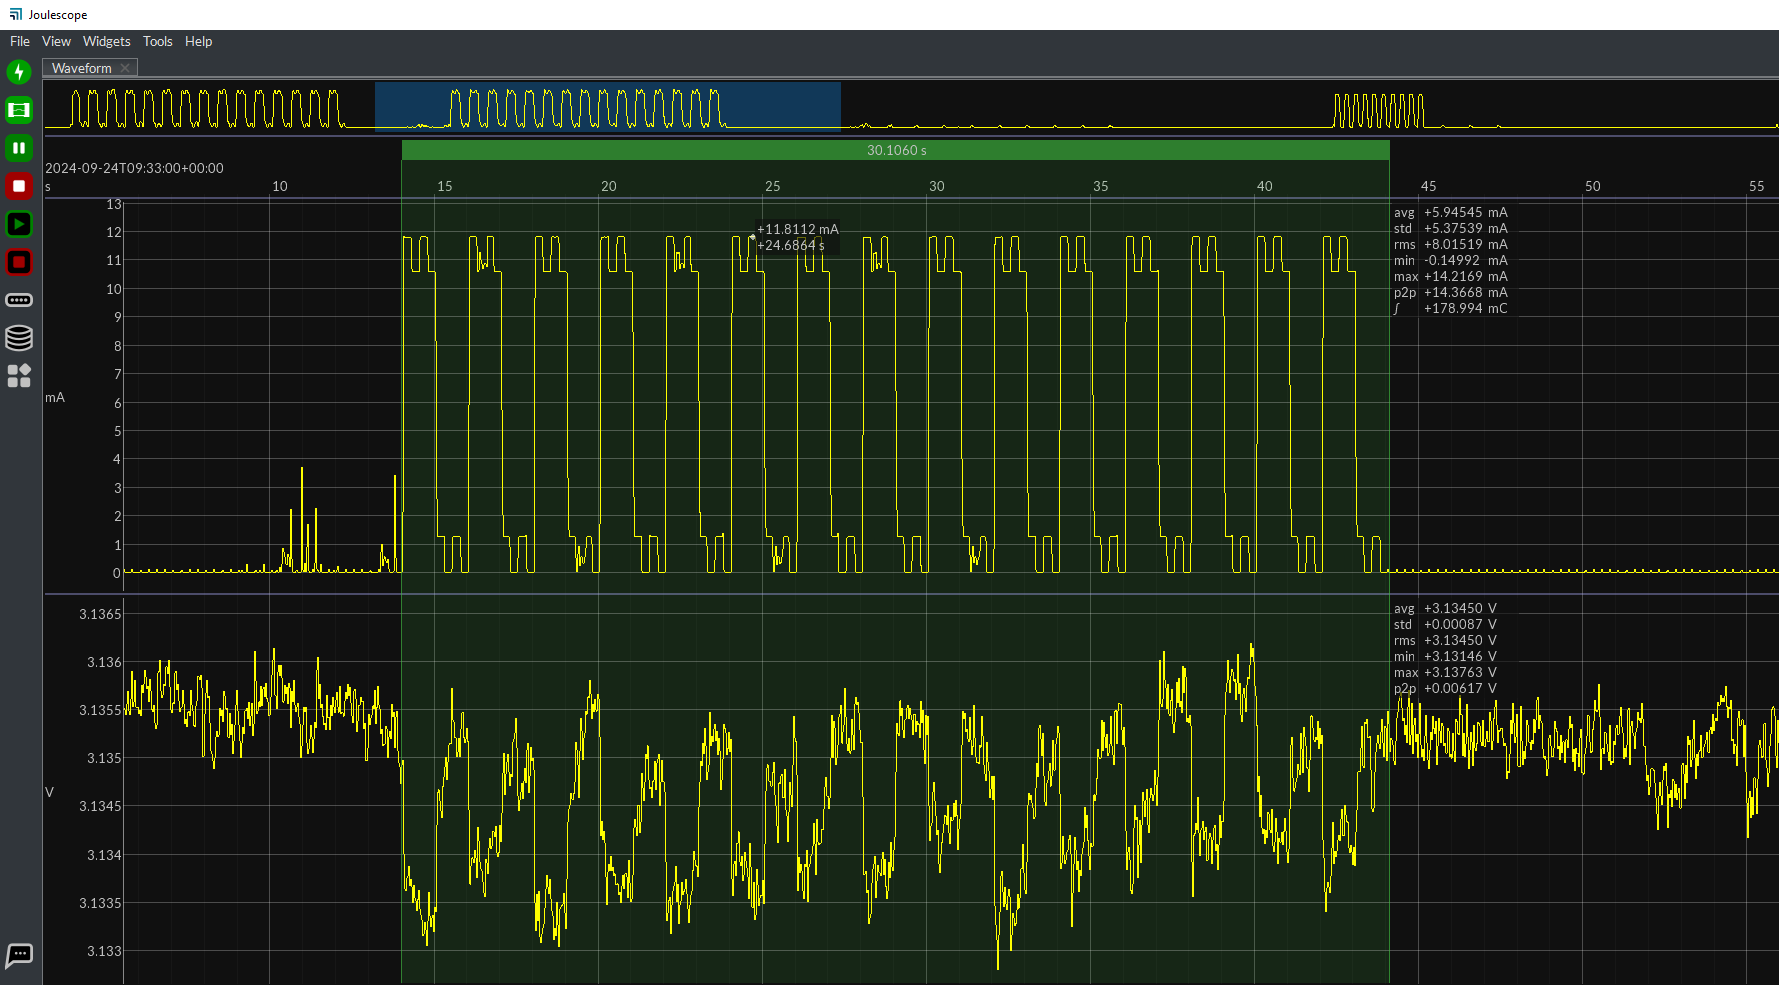 Joulescope
File View Widgets Tools Help
Waveform
30.1060 s
2024-09-24T09:33:00+00:00
s 10 15 20 25 30 35 40 45 50 55
13
12
11
10
9
8
7
6
5
4
3
2
1
0
mA
+11.8112 mA
+24.6864 s
avg +5.94545 mA
std +5.37539 mA
rms +8.01519 mA
min -0.14992 mA
max +14.2169 mA
p2p +14.3668 mA
∫ +178.994 mC
3.1365
3.136
3.1355
3.135
3.1345
3.134
3.1335
3.133
V
avg +3.13450 V
std +0.00087 V
rms +3.13450 V
min +3.13146 V
max +3.13763 V
p2p +0.00617 V